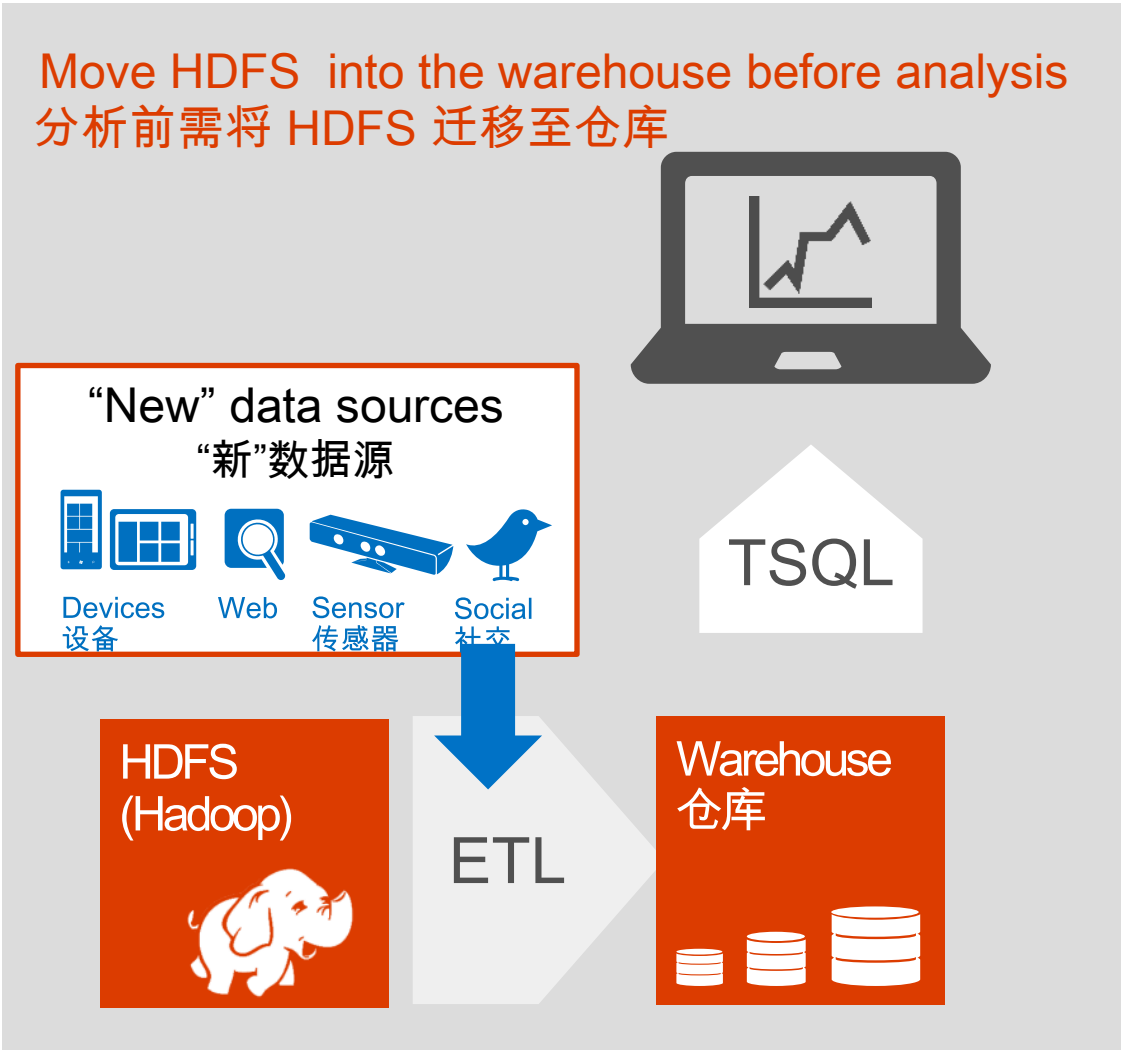 Move HDFS  into the warehouse before analysis
分析前需将 HDFS 迁移至仓库
“New” data sources
“新”数据源
Devices
设备
Web
Sensor
传感器
Social
社交
TSQL
HDFS
(Hadoop)
ETL
Warehouse
仓库